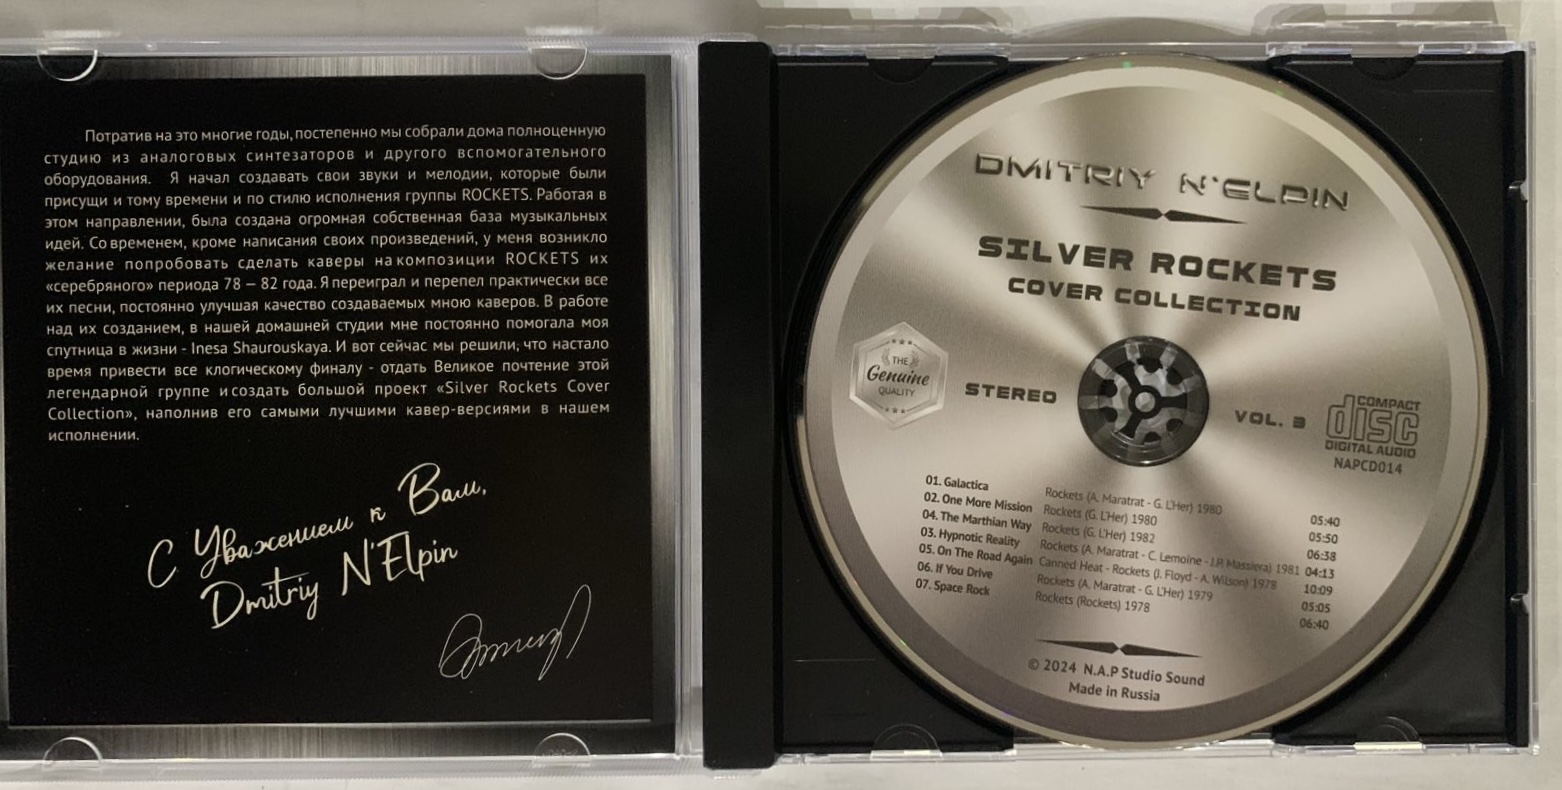 Потратив на это многие годы, постепенно мы собрали дома полноценную
студию из аналоговых синтезаторов и другого вспомогательного
оборудования. Я начал создавать свои звуки и мелодии, которые были
присущи и тому времени и по стилю исполнения группы ROCKETS. Работая в
этом направлении, была создана огромная собственная база музыкальных
идей. Со временем, кроме написания своих произведений, у меня возникло
желание попробовать сделать каверы на композиции ROCKETS их
«серебряного» периода 78 – 82 года. Я переиграл и перепел практически все
их песни, постоянно улучшая качество создаваемых мною каверов. В работе
над их созданием, в нашей домашней студии мне постоянно помогала моя
спутница в жизни - Inesa Shaurouskaya. И вот сейчас мы решили, что настало
время привести все клогическому финалу - отдать Великое почтение этой
легендарной группе и создать большой проект «Silver Rockets Cover
Collection», наполнив его самыми лучшими кавер-версиями в нашем
исполнении.
С Уважением к Вам,
Dmitriy N'Elpin
DMITRIY N'ELPIN
SILVER ROCKETS
COVER COLLECTION
THE
Genuine
QUALITY
STEREO
VOL. 3
COMPACT
disc
DIGITAL AUDIO
NAPCD014
01. Galactica Rockets (A. Maratrat - G. L'Her) 1980 05:40
02. One More Mission Rockets (G. L'Her) 1980 05:50
04. The Marthian Way Rockets (G. L'Her) 1982 06:38
03. Hypnotic Reality Rockets (A. Maratrat - C. Lemoine - J.P. Massiera) 1981 04:13
05. On The Road Again Canned Heat - Rockets (J. Floyd - A. Wilson) 1978 10:09
06. If You Drive Rockets (A. Maratrat - G. L'Her) 1979 05:05
07. Space Rock Rockets (Rockets) 1978 06:40
© 2024 N.A.P Studio Sound
Made in Russia